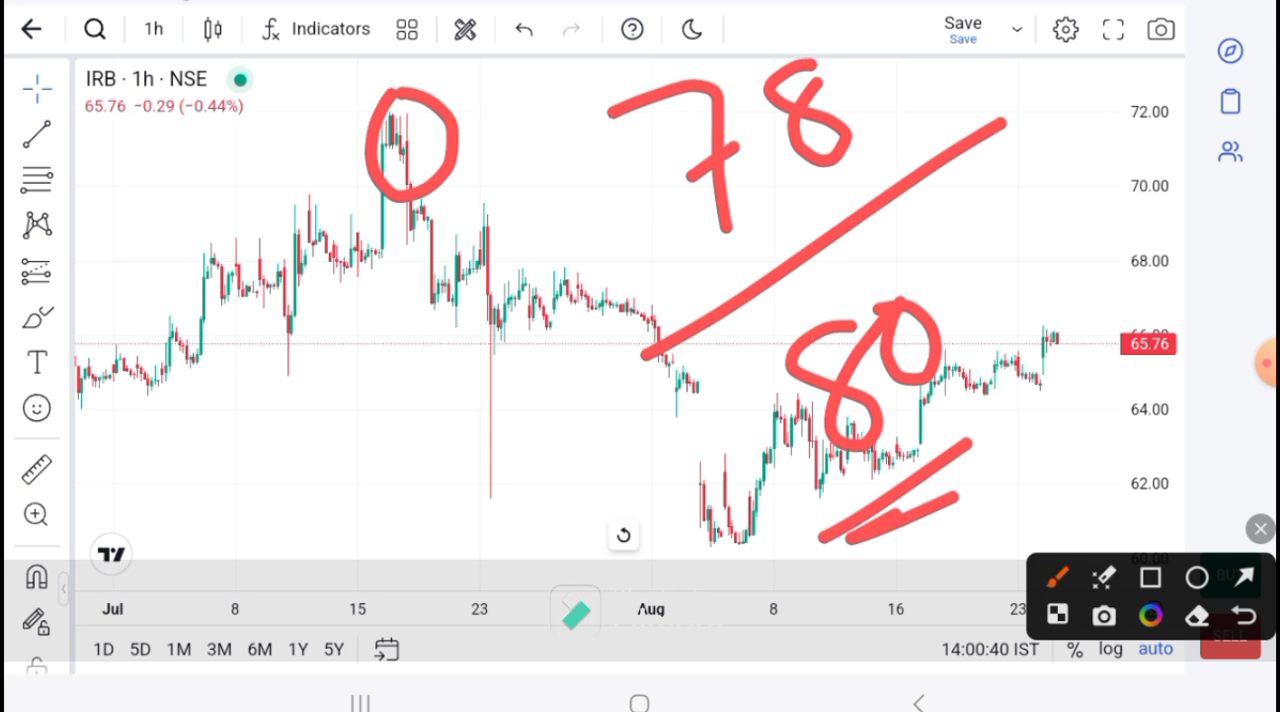 1h
Indicators
Save
Save
IRB · 1h · NSE
65.76 −0.29 (−0.44%)
78
80
72.00
70.00
68.00
66.00
65.76
64.00
62.00
60.00
Jul 8 15 23 Aug 8 16 23
1D 5D 1M 3M 6M 1Y 5Y
14:00:40 IST % log auto
SELL